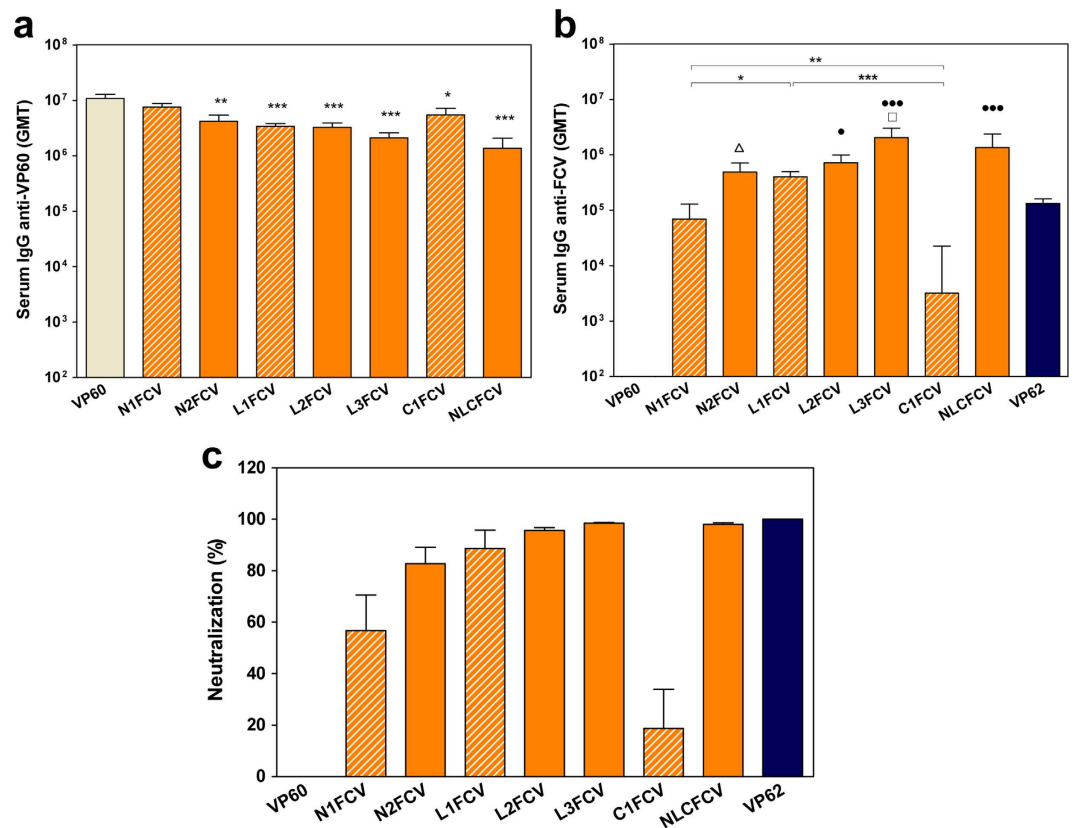 a
Serum IgG anti-VP60 (GMT)
10⁸
10⁷
10⁶
10⁵
10⁴
10³
10²
**
***
***
***
*
***
VP60
N1FCV
N2FCV
L1FCV
L2FCV
L3FCV
C1FCV
NLCFCV
b
Serum IgG anti-FCV (GMT)
10⁸
10⁷
10⁶
10⁵
10⁴
10³
10²
**
*
***
△
●
●●●
□
●●●
VP60
N1FCV
N2FCV
L1FCV
L2FCV
L3FCV
C1FCV
NLCFCV
VP62
c
Neutralization (%)
120
100
80
60
40
20
0
VP60
N1FCV
N2FCV
L1FCV
L2FCV
L3FCV
C1FCV
NLCFCV
VP62